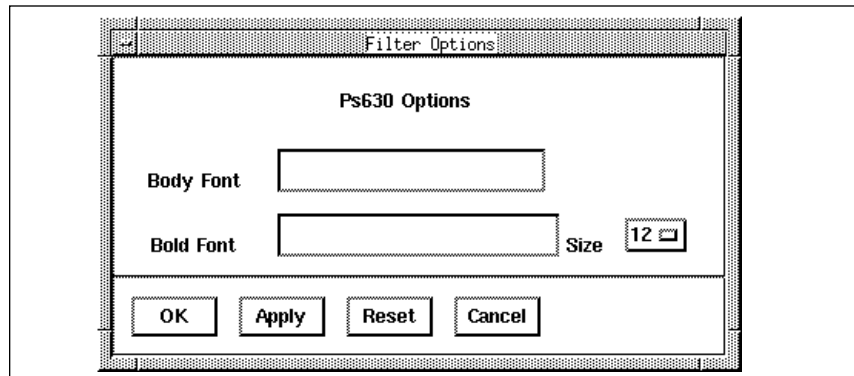 Filter Options
Ps630 Options
Body Font
Bold Font Size 12
OK Apply Reset Cancel